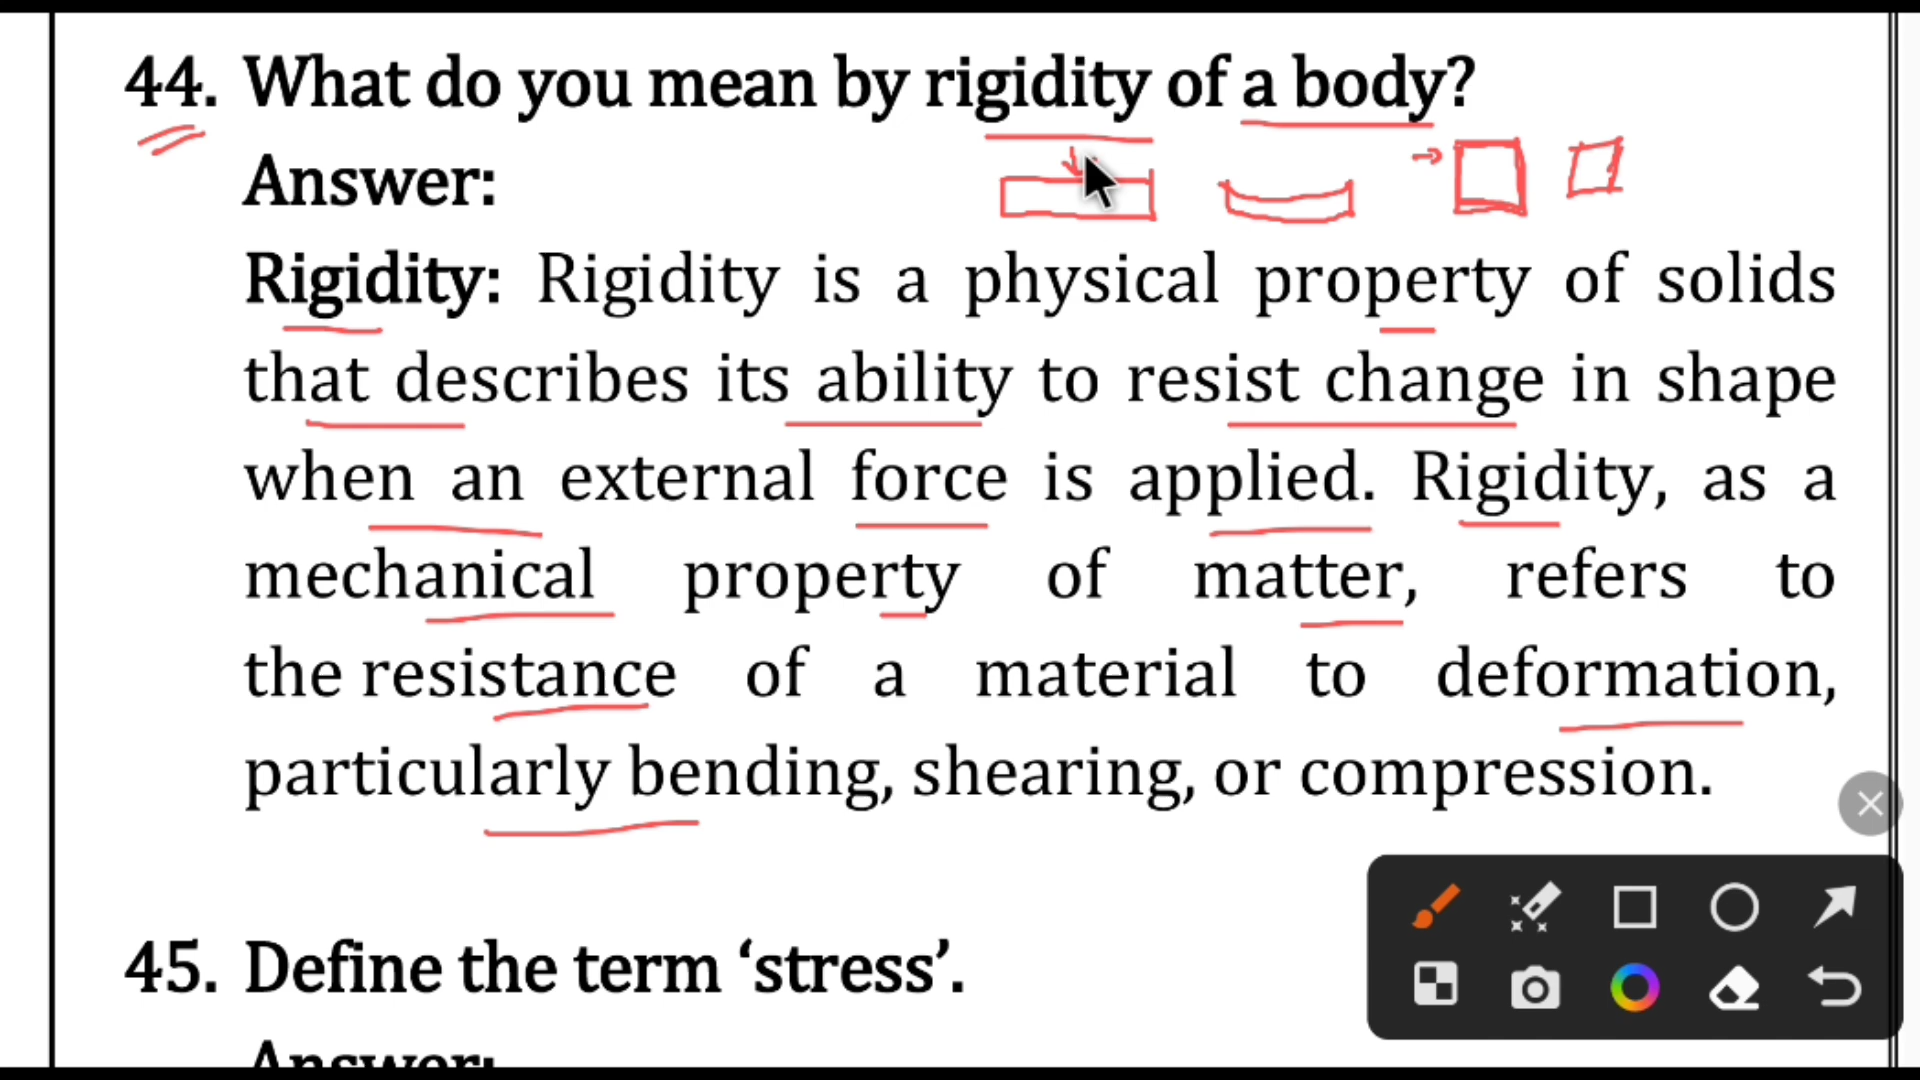 44. What do you mean by rigidity of a body?
Answer:
Rigidity: Rigidity is a physical property of solids
that describes its ability to resist change in shape
when an external force is applied. Rigidity, as a
mechanical property of matter, refers to
the resistance of a material to deformation,
particularly bending, shearing, or compression.
45. Define the term ‘stress’.
Answer: